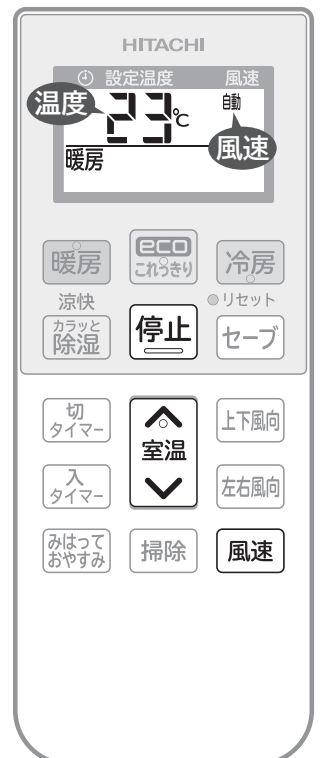 HITACHI
設定温度 風速
温度 23℃ 自動
暖房 風速
暖房 eco これっきり 冷房
涼快 リセット
カラッと除湿 停止 セーブ
切タイマー 室温 上下風向
入タイマー 左右風向
みはっておやすみ 掃除 風速